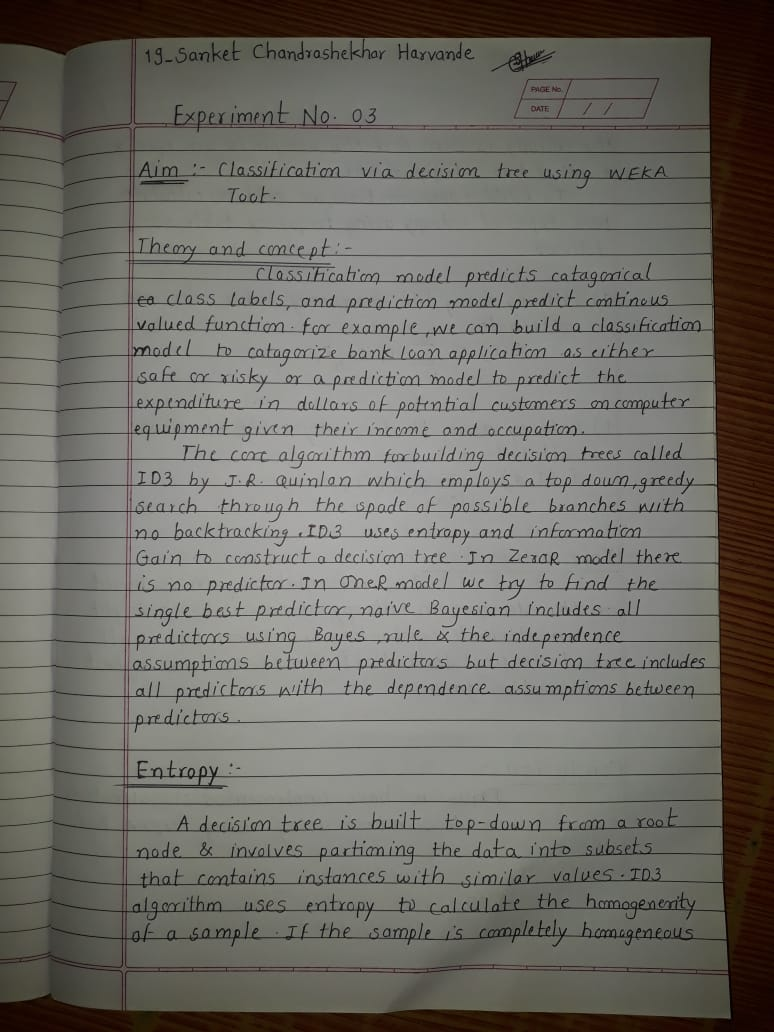 19-Sanket Chandrashekhar Harvande
PAGE No.
DATE / /
Experiment No. 03
Aim :- Classification via decision tree using WEKA
Toot.
Theory and concept :-
Classification model predicts catagorical
ca class labels, and prediction model predict continous
valued function. for example, we can build a classification
model to catagorize bank loan application as either
safe or risky or a prediction model to predict the
expenditure in dollars of potential customers on computer
equipment given their income and occupation.
The core algorithm for building decision trees called
ID3 by J.R. Quinlan which employs a top down, greedy
search through the spade of possible branches with
no backtracking. ID3 uses entropy and information
Gain to construct a decision tree. In ZeroR model there
is no predictor. In OneR model we try to find the
single best predictor, naive Bayesian includes all
predictors using Bayes, rule & the independence
assumptions between predictors but decision tree includes
all predictors with the dependence assumptions between
predictors.
Entropy :-
A decision tree is built top-down from a root
node & involves partioning the data into subsets
that contains instances with similar values. ID3
algorithm uses entropy to calculate the homogenerity
of a sample. If the sample is completely homogeneous